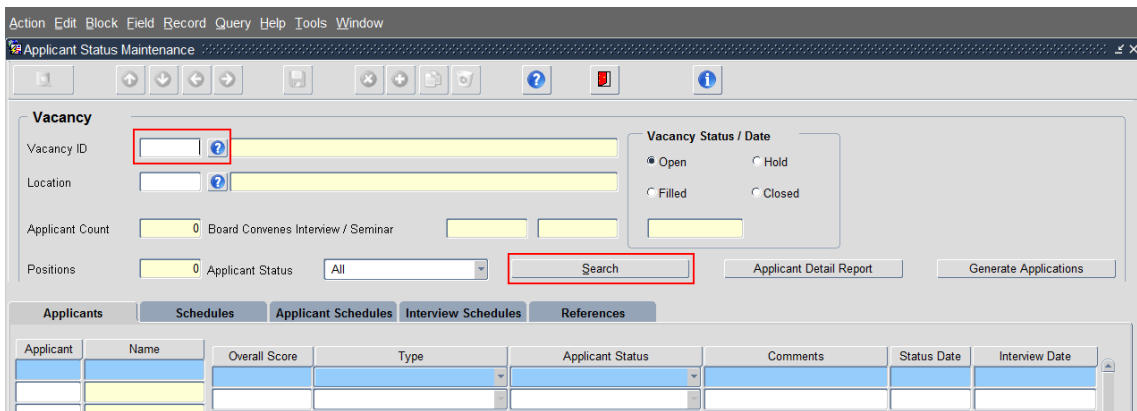 Action Edit Block Field Record Query Help Tools Window
Applicant Status Maintenance
Vacancy
Vacancy ID
Vacancy Status / Date
Open Hold
Location
Filled Closed
Applicant Count 0 Board Convenes Interview / Seminar
Positions 0 Applicant Status All Search Applicant Detail Report Generate Applications
Applicants Schedules Applicant Schedules Interview Schedules References
Applicant Name Overall Score Type Applicant Status Comments Status Date Interview Date